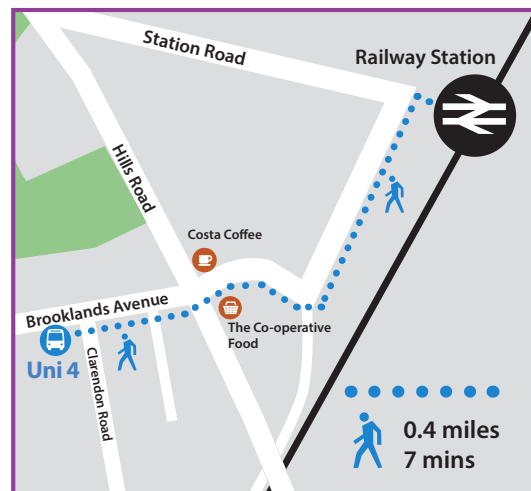 Station Road
Railway Station
Hills Road
Costa Coffee
Brooklands Avenue
The Co-operative
Food
Uni 4
Clarendon Road
0.4 miles
7 mins